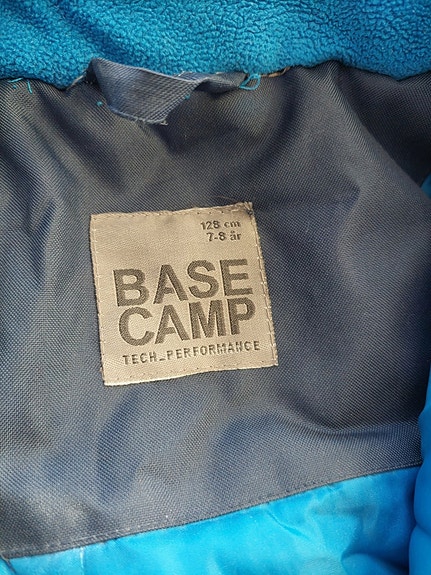 128 cm
7-8 år
BASE
CAMP
TECH_PERFORMANCE